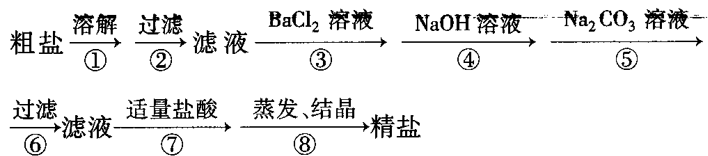 粗盐 溶解 ① 过滤 ② 滤液 BaCl₂ 溶液 ③ NaOH 溶液 ④ Na₂CO₃ 溶液 ⑤
过滤 ⑥ 滤液 适量盐酸 ⑦ 蒸发、结晶 ⑧ 精盐